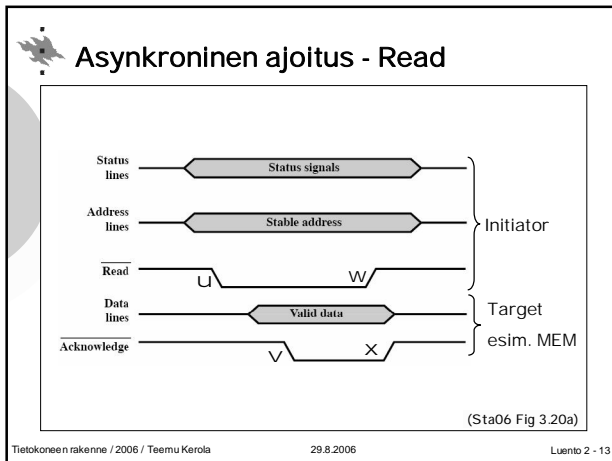 Asynkroninen ajoitus - Read
Status
lines
Status signals
Address
lines
Stable address
Initiator
Read
u
w
Data
lines
Valid data
Target
esim. MEM
Acknowledge
v
x
(Sta06 Fig 3.20a)
Tietokoneen rakenne / 2006 / Teemu Kerola 29.8.2006 Luento 2 - 13